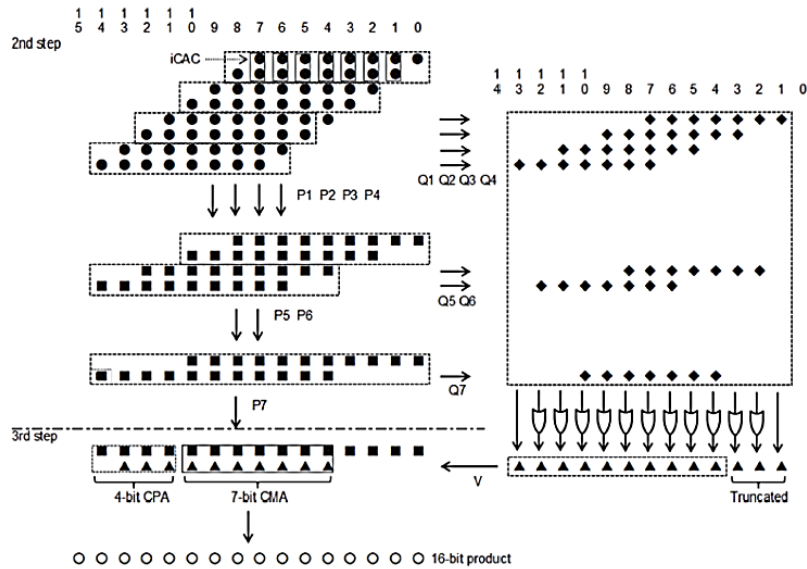 1 1 1 1 1 1
5 4 3 2 1 0 9 8 7 6 5 4 3 2 1 0
2nd step
iCAC
1 1 1 1 1
4 3 2 1 0 9 8 7 6 5 4 3 2 1 0
Q1 Q2 Q3 Q4
P1 P2 P3 P4
Q5 Q6
P5 P6
Q7
P7
3rd step
V
4-bit CPA
7-bit CMA
Truncated
16-bit product